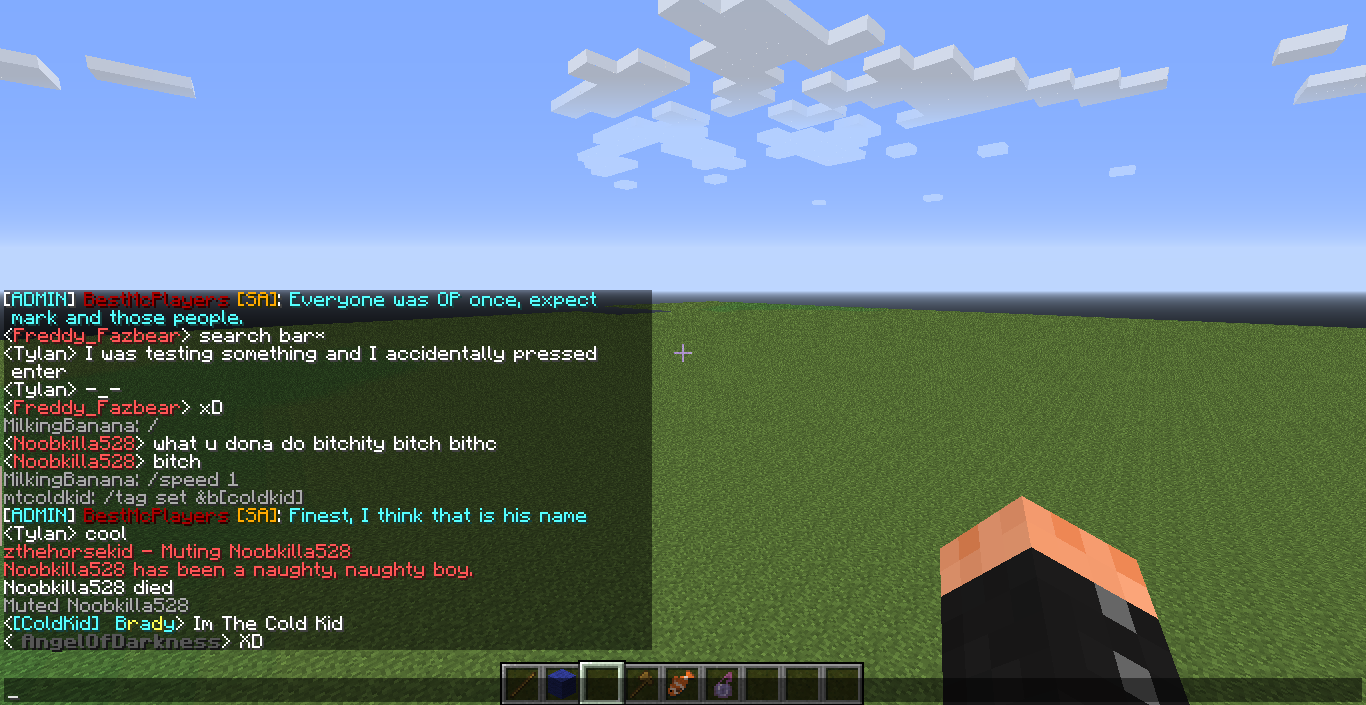 [ADMIN] BestMcPlayers [SA]: Everyone was OP once, expect
mark and those people.
<Freddy_Fazbear> search bar*
<Tylan> I was testing something and I accidentally pressed
enter
<Tylan> -_-
<Freddy_Fazbear> xD
MilkingBanana: /
<Noobkilla528> what u dona do bitchity bitch bithc
<Noobkilla528> bitch
MilkingBanana: /speed 1
mtcoldkid: /tag set &b[coldkid]
[ADMIN] BestMcPlayers [SA]: Finest, I think that is his name
<Tylan> cool
zthehorsekid - Muting Noobkilla528
Noobkilla528 has been a naughty, naughty boy.
Noobkilla528 died
Muted Noobkilla528
<[ColdKid] Brady> Im The Cold Kid
< AngelOfDarkness> XD
_